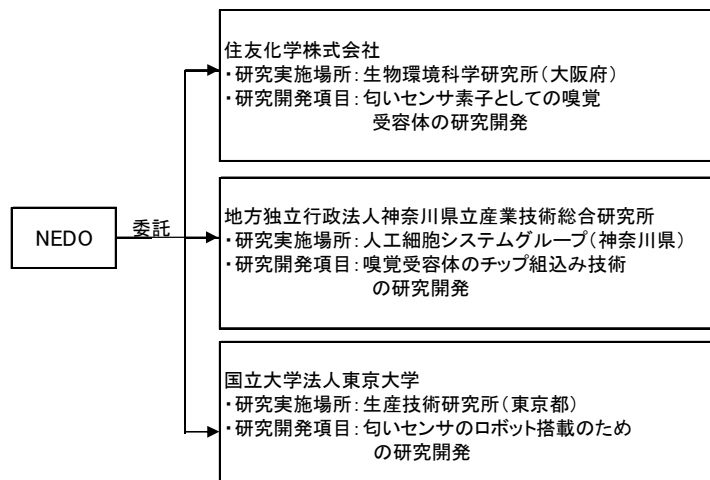 住友化学株式会社
・研究実施場所：生物環境科学研究所（大阪府）
・研究開発項目：匂いセンサ素子としての嗅覚
受容体の研究開発
NEDO
委託
地方独立行政法人神奈川県立産業技術総合研究所
・研究実施場所：人工細胞システムグループ（神奈川県）
・研究開発項目：嗅覚受容体のチップ組込み技術
の研究開発
国立大学法人東京大学
・研究実施場所：生産技術研究所（東京都）
・研究開発項目：匂いセンサのロボット搭載のため
の研究開発